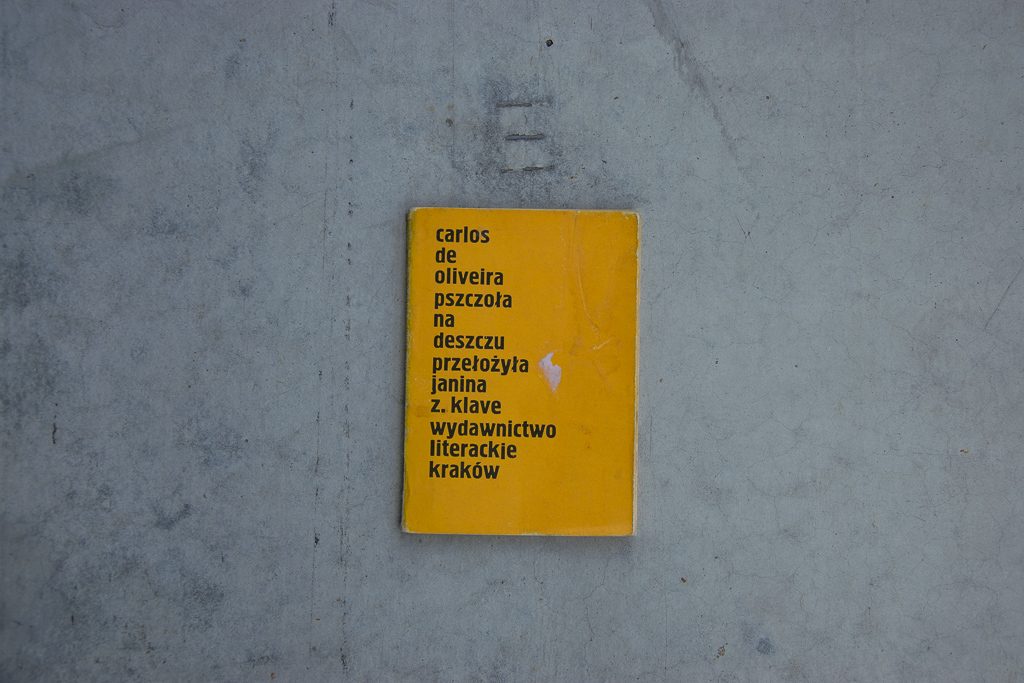 E
carlos
de
oliveira
pszczoła
na
deszczu
przełożyła
janina
z. klave
wydawnictwo
literackie
kraków